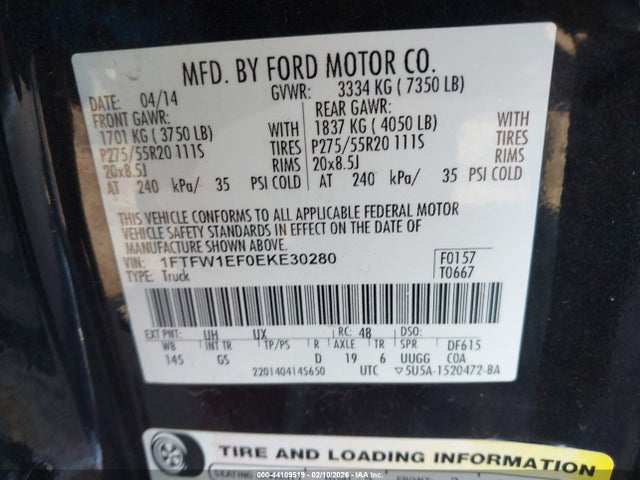 MFD. BY FORD MOTOR CO.
DATE: 04/14 GVWR: 3334 KG ( 7350 LB)
FRONT GAWR: REAR GAWR:
1701 KG ( 3750 LB) WITH 1837 KG ( 4050 LB) WITH
P275/55R20 111S TIRES P275/55R20 111S TIRES
20x8.5J RIMS 20x8.5J RIMS
AT 240 kPa/ 35 PSI COLD AT 240 kPa/ 35 PSI COLD
THIS VEHICLE CONFORMS TO ALL APPLICABLE FEDERAL MOTOR
VEHICLE SAFETY STANDARDS IN EFFECT ON THE DATE OF
MANUFACTURE SHOWN ABOVE.
VIN: 1FTFW1EF0EKE30280 F0157
TYPE: Truck T0667
EXT PNT: UH UX RC: 48 DSO:
WB INT TR TP/PS R AXLE TR SPR DF615
145 GS D 19 6 UUGG COA
2201404145650 UTC ▽5U5A-1520472-BA
TIRE AND LOADING INFORMATION
SEATING FRONT: 2
000-44109519 - 02/10/2026 - IAA Inc.